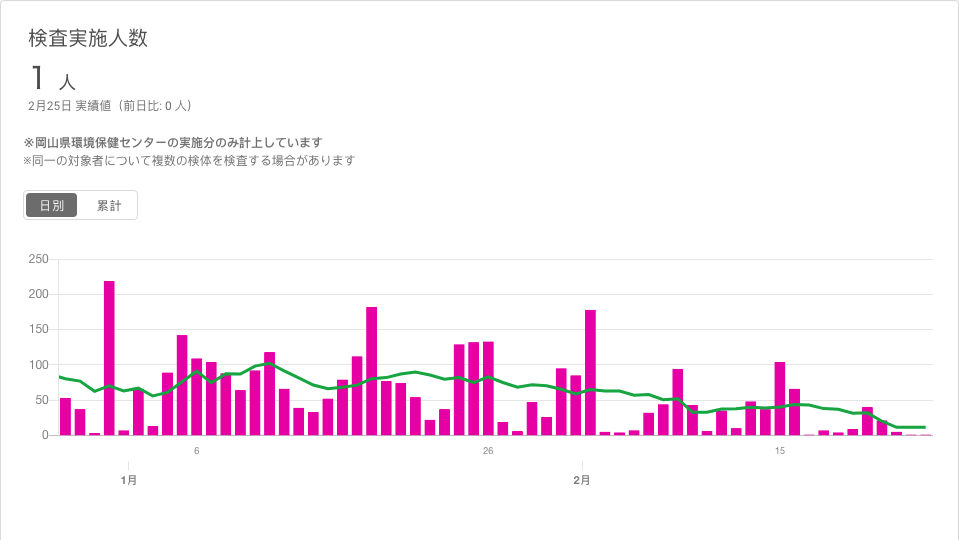 検査実施人数
1 人
2月25日 実績値（前日比: 0 人）
※岡山県環境保健センターの実施分のみ計上しています
※同一の対象者について複数の検体を検査する場合があります
日別 累計
250
200
150
100
50
0
6 26 15
1月 2月